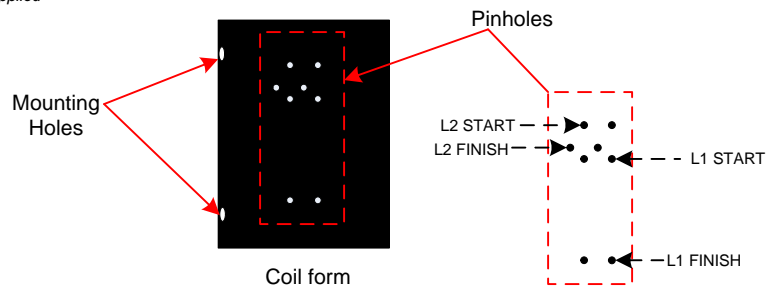 Pinholes
Mounting
Holes
L2 START
L2 FINISH
L1 START
L1 FINISH
Coil form